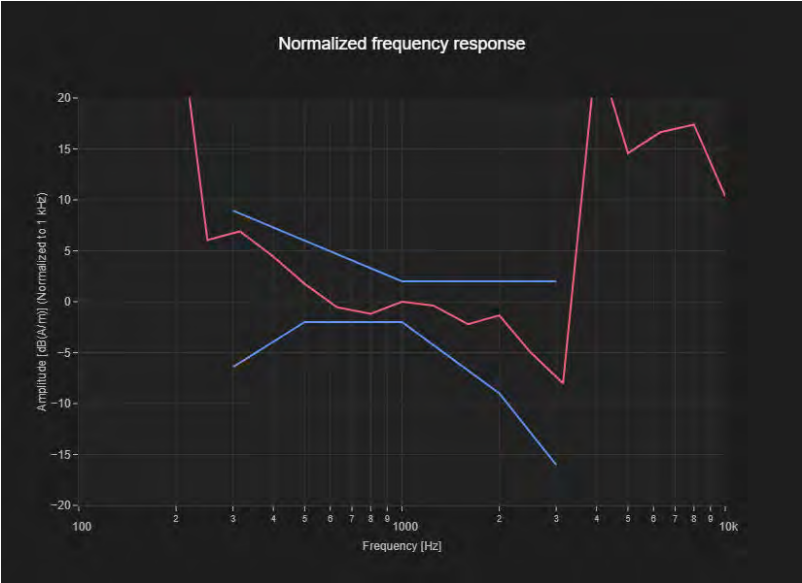 Normalized frequency response
Amplitude [dB(A/m)] (Normalized to 1 kHz)
20
15
10
5
0
−5
−10
−15
−20
100 2 3 4 5 6 7 8 9 1000 2 3 4 5 6 7 8 9 10k
Frequency [Hz]